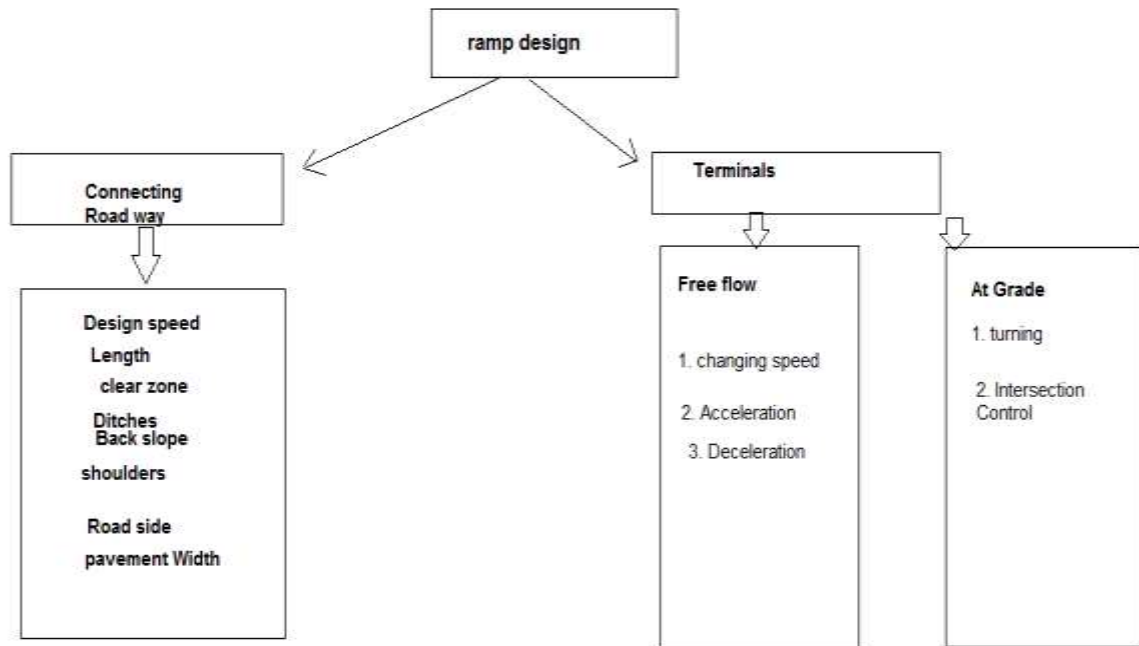 ramp design
Connecting
Road way
Terminals
Design speed
Length
clear zone
Ditches
Back slope
shoulders
Road side
pavement Width
Free flow
1. changing speed
2. Acceleration
3. Deceleration
At Grade
1. turning
2. Intersection
Control